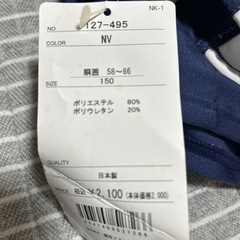 NK-1
NO. 127-495
COLOR NV
胴囲 58～66
SIZE 150
ポリエステル 80%
ポリウレタン 20%
QUALITY
日本製
PRICE 税込 ¥2,100 (本体価格2,000)